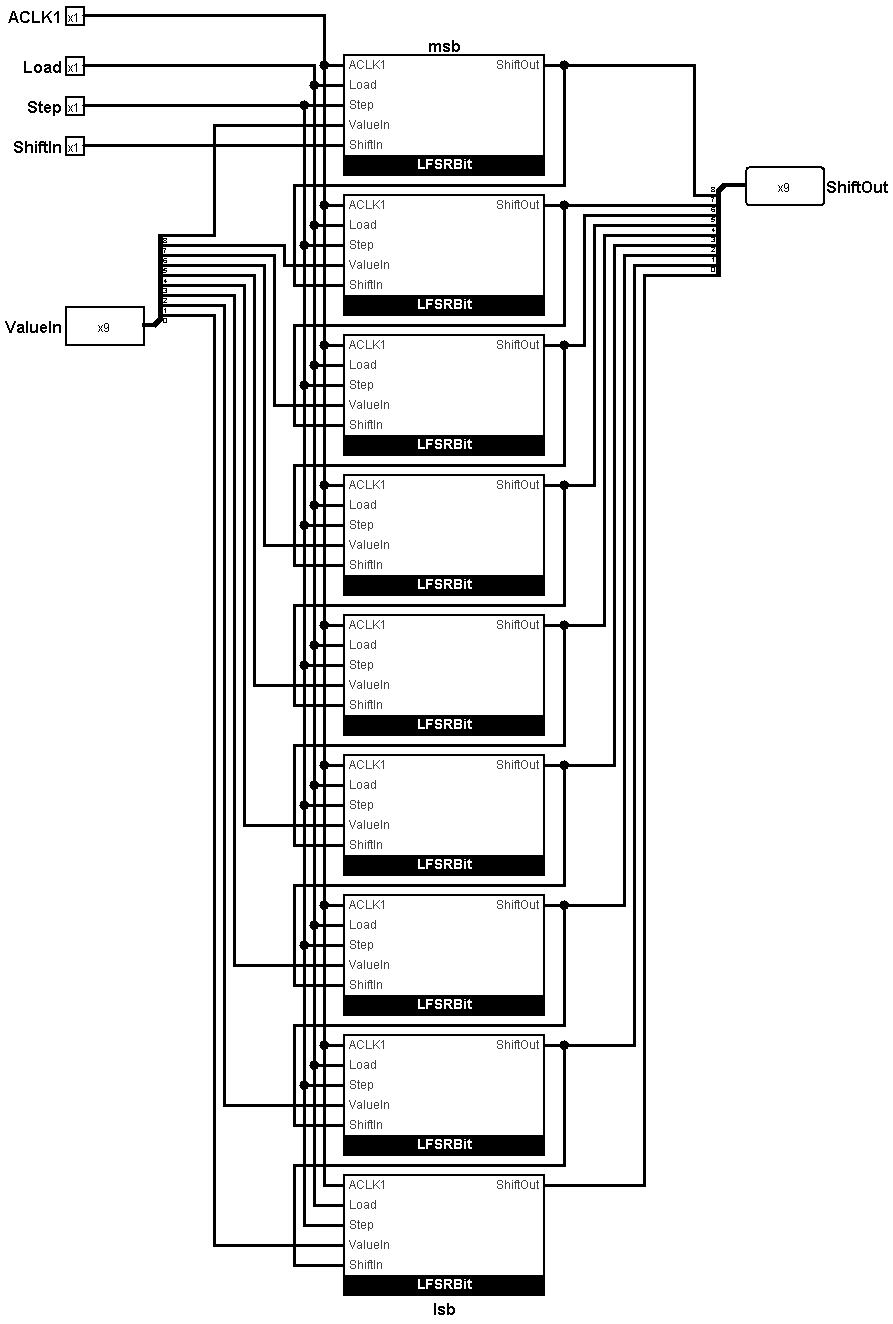 ACLK1 x1
Load x1
Step x1
ShiftIn x1
ValueIn x9
msb
ACLK1 ShiftOut
Load
Step
ValueIn
ShiftIn
LFSRBit
ACLK1 ShiftOut
Load
Step
ValueIn
ShiftIn
LFSRBit
ACLK1 ShiftOut
Load
Step
ValueIn
ShiftIn
LFSRBit
ACLK1 ShiftOut
Load
Step
ValueIn
ShiftIn
LFSRBit
ACLK1 ShiftOut
Load
Step
ValueIn
ShiftIn
LFSRBit
ACLK1 ShiftOut
Load
Step
ValueIn
ShiftIn
LFSRBit
ACLK1 ShiftOut
Load
Step
ValueIn
ShiftIn
LFSRBit
ACLK1 ShiftOut
Load
Step
ValueIn
ShiftIn
LFSRBit
ACLK1 ShiftOut
Load
Step
ValueIn
ShiftIn
LFSRBit
lsb
8
7
6
5
4
3
2
1
0
8
7
6
5
4
3
2
1
0
x9 ShiftOut